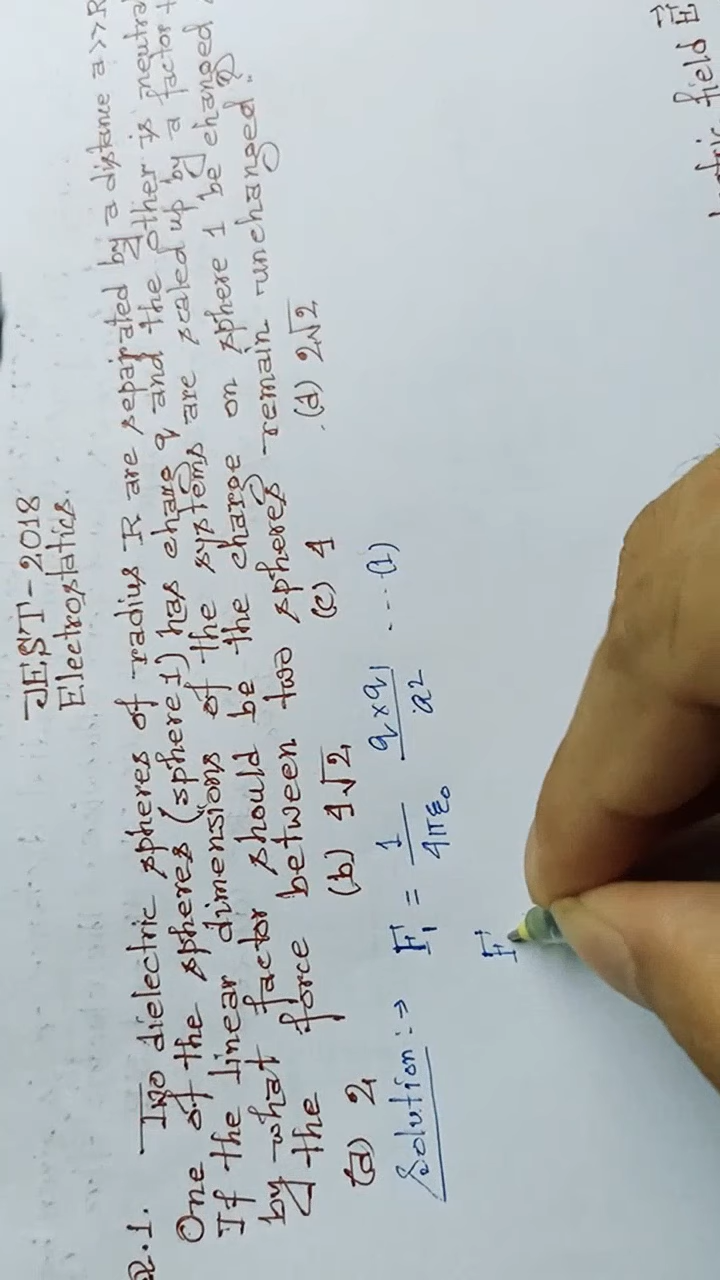 JEST-2018
Electrostatics.
Q.1. Two dielectric spheres of radius R are separated by a distance a>>R
One of the spheres (sphere 1) has charge q and the other is neutral
If the linear dimensions of the systems are scaled up by a factor
by what factor should be the charge on sphere 1 be changed
the force between two spheres remain unchanged
(a) 2 (b) 4√2 (c) 4 (d) 2√2
Solution :→ F₁ = 1/4πε₀ q×q/a² ...(1)
F
field E⃗